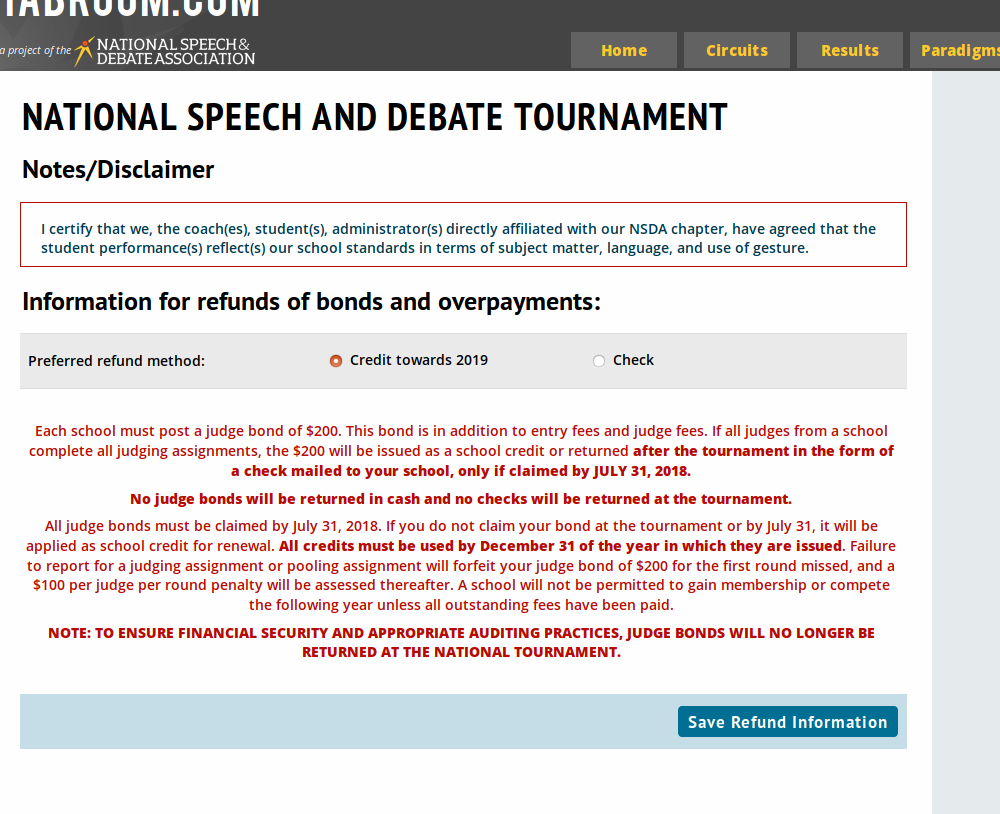 TABROOM.COM
a project of the NATIONAL SPEECH & DEBATE ASSOCIATION
Home Circuits Results Paradigms
NATIONAL SPEECH AND DEBATE TOURNAMENT
Notes/Disclaimer
I certify that we, the coach(es), student(s), administrator(s) directly affiliated with our NSDA chapter, have agreed that the
student performance(s) reflect(s) our school standards in terms of subject matter, language, and use of gesture.
Information for refunds of bonds and overpayments:
Preferred refund method: Credit towards 2019 Check
Each school must post a judge bond of $200. This bond is in addition to entry fees and judge fees. If all judges from a school
complete all judging assignments, the $200 will be issued as a school credit or returned after the tournament in the form of
a check mailed to your school, only if claimed by JULY 31, 2018.
No judge bonds will be returned in cash and no checks will be returned at the tournament.
All judge bonds must be claimed by July 31, 2018. If you do not claim your bond at the tournament or by July 31, it will be
applied as school credit for renewal. All credits must be used by December 31 of the year in which they are issued. Failure
to report for a judging assignment or pooling assignment will forfeit your judge bond of $200 for the first round missed, and a
$100 per judge per round penalty will be assessed thereafter. A school will not be permitted to gain membership or compete
the following year unless all outstanding fees have been paid.
NOTE: TO ENSURE FINANCIAL SECURITY AND APPROPRIATE AUDITING PRACTICES, JUDGE BONDS WILL NO LONGER BE
RETURNED AT THE NATIONAL TOURNAMENT.
Save Refund Information